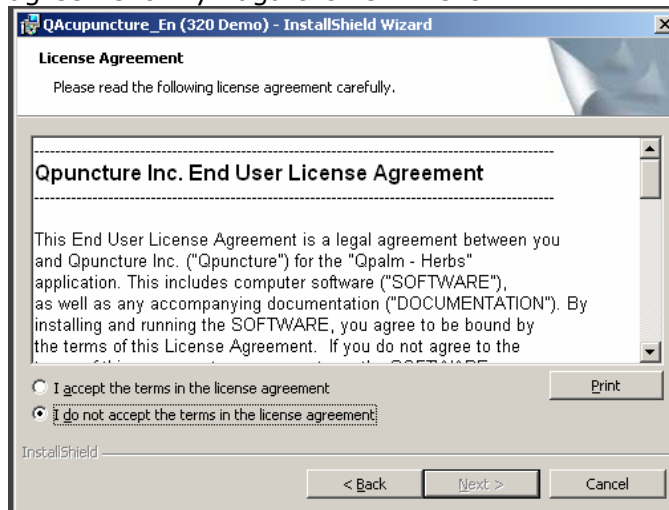 QAcupuncture_En (320 Demo) - InstallShield Wizard
License Agreement
Please read the following license agreement carefully.
Qpuncture Inc. End User License Agreement
This End User License Agreement is a legal agreement between you
and Qpuncture Inc. ("Qpuncture") for the "Qpalm - Herbs"
application. This includes computer software ("SOFTWARE"),
as well as any accompanying documentation ("DOCUMENTATION"). By
installing and running the SOFTWARE, you agree to be bound by
the terms of this License Agreement.  If you do not agree to the
I accept the terms in the license agreement
Print
I do not accept the terms in the license agreement
InstallShield
< Back
Next >
Cancel